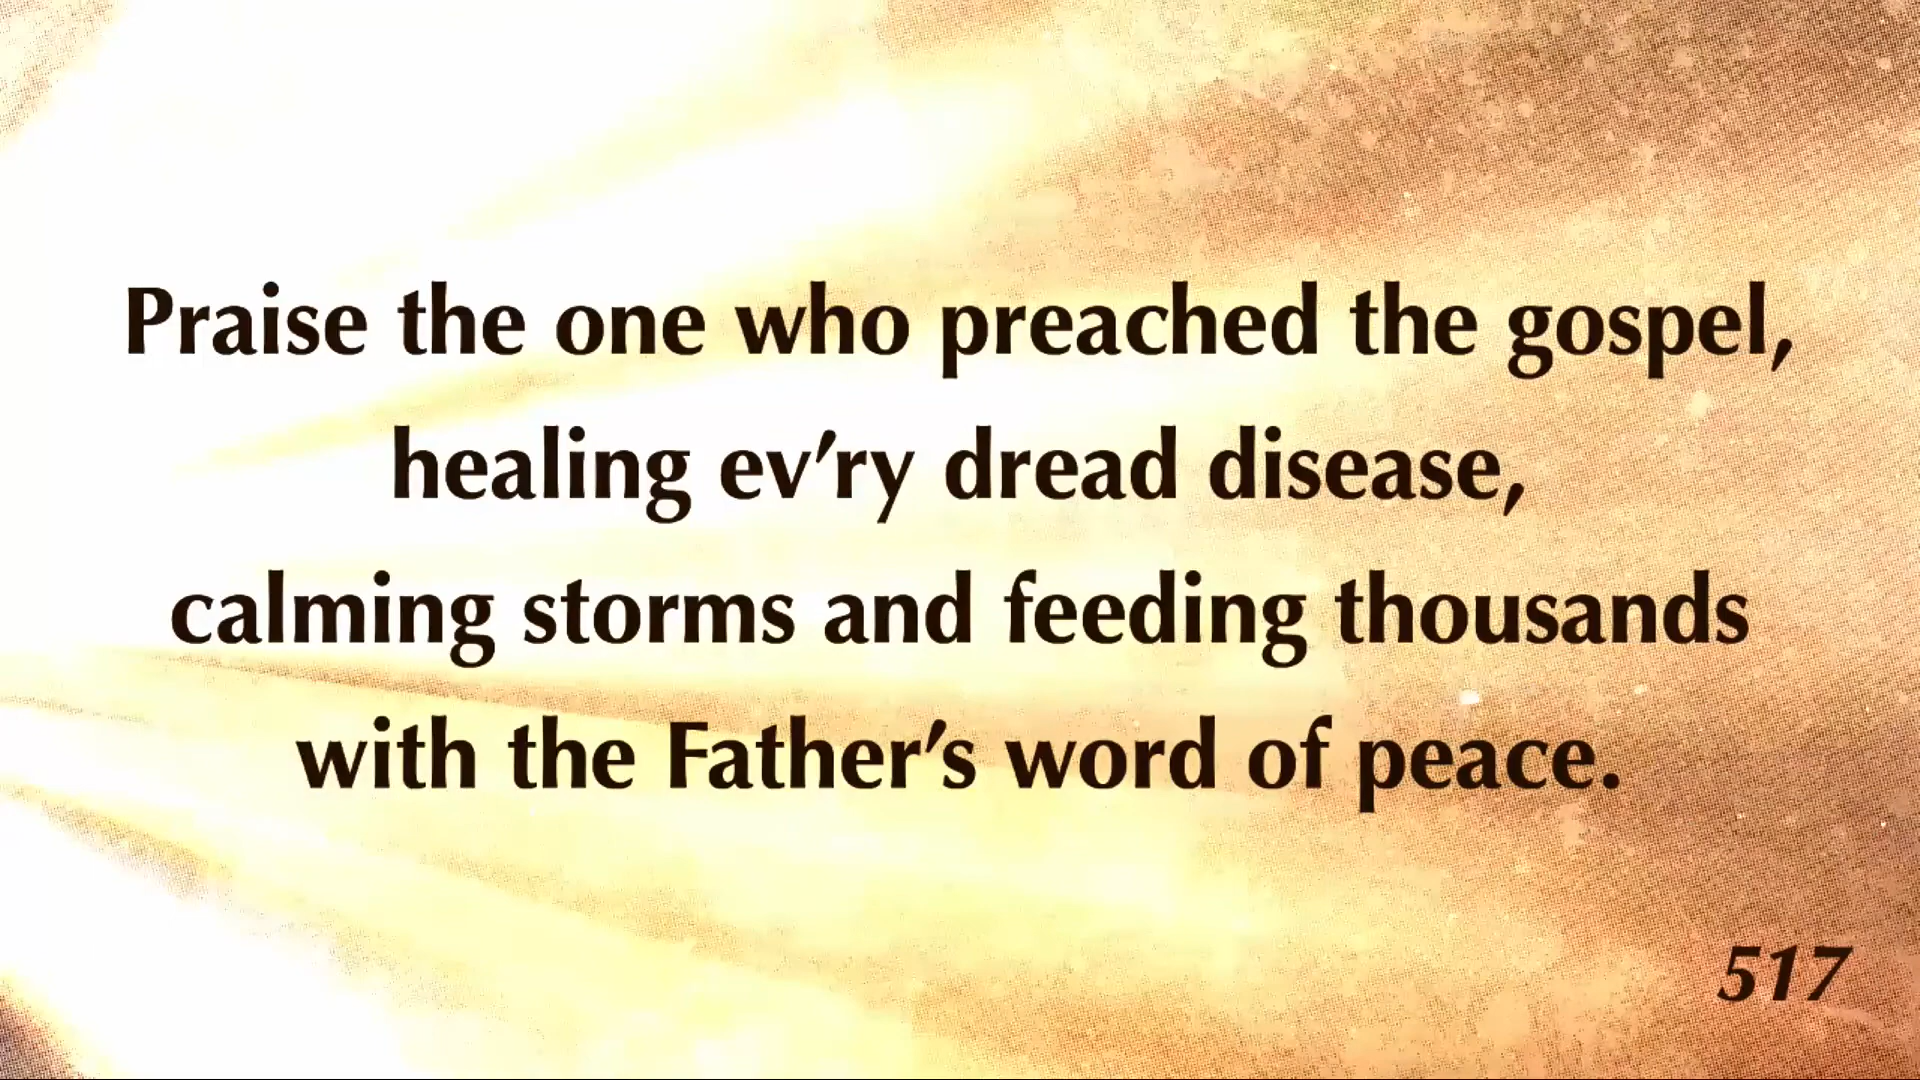 Praise the one who preached the gospel,
healing ev’ry dread disease,
calming storms and feeding thousands
with the Father’s word of peace.
517